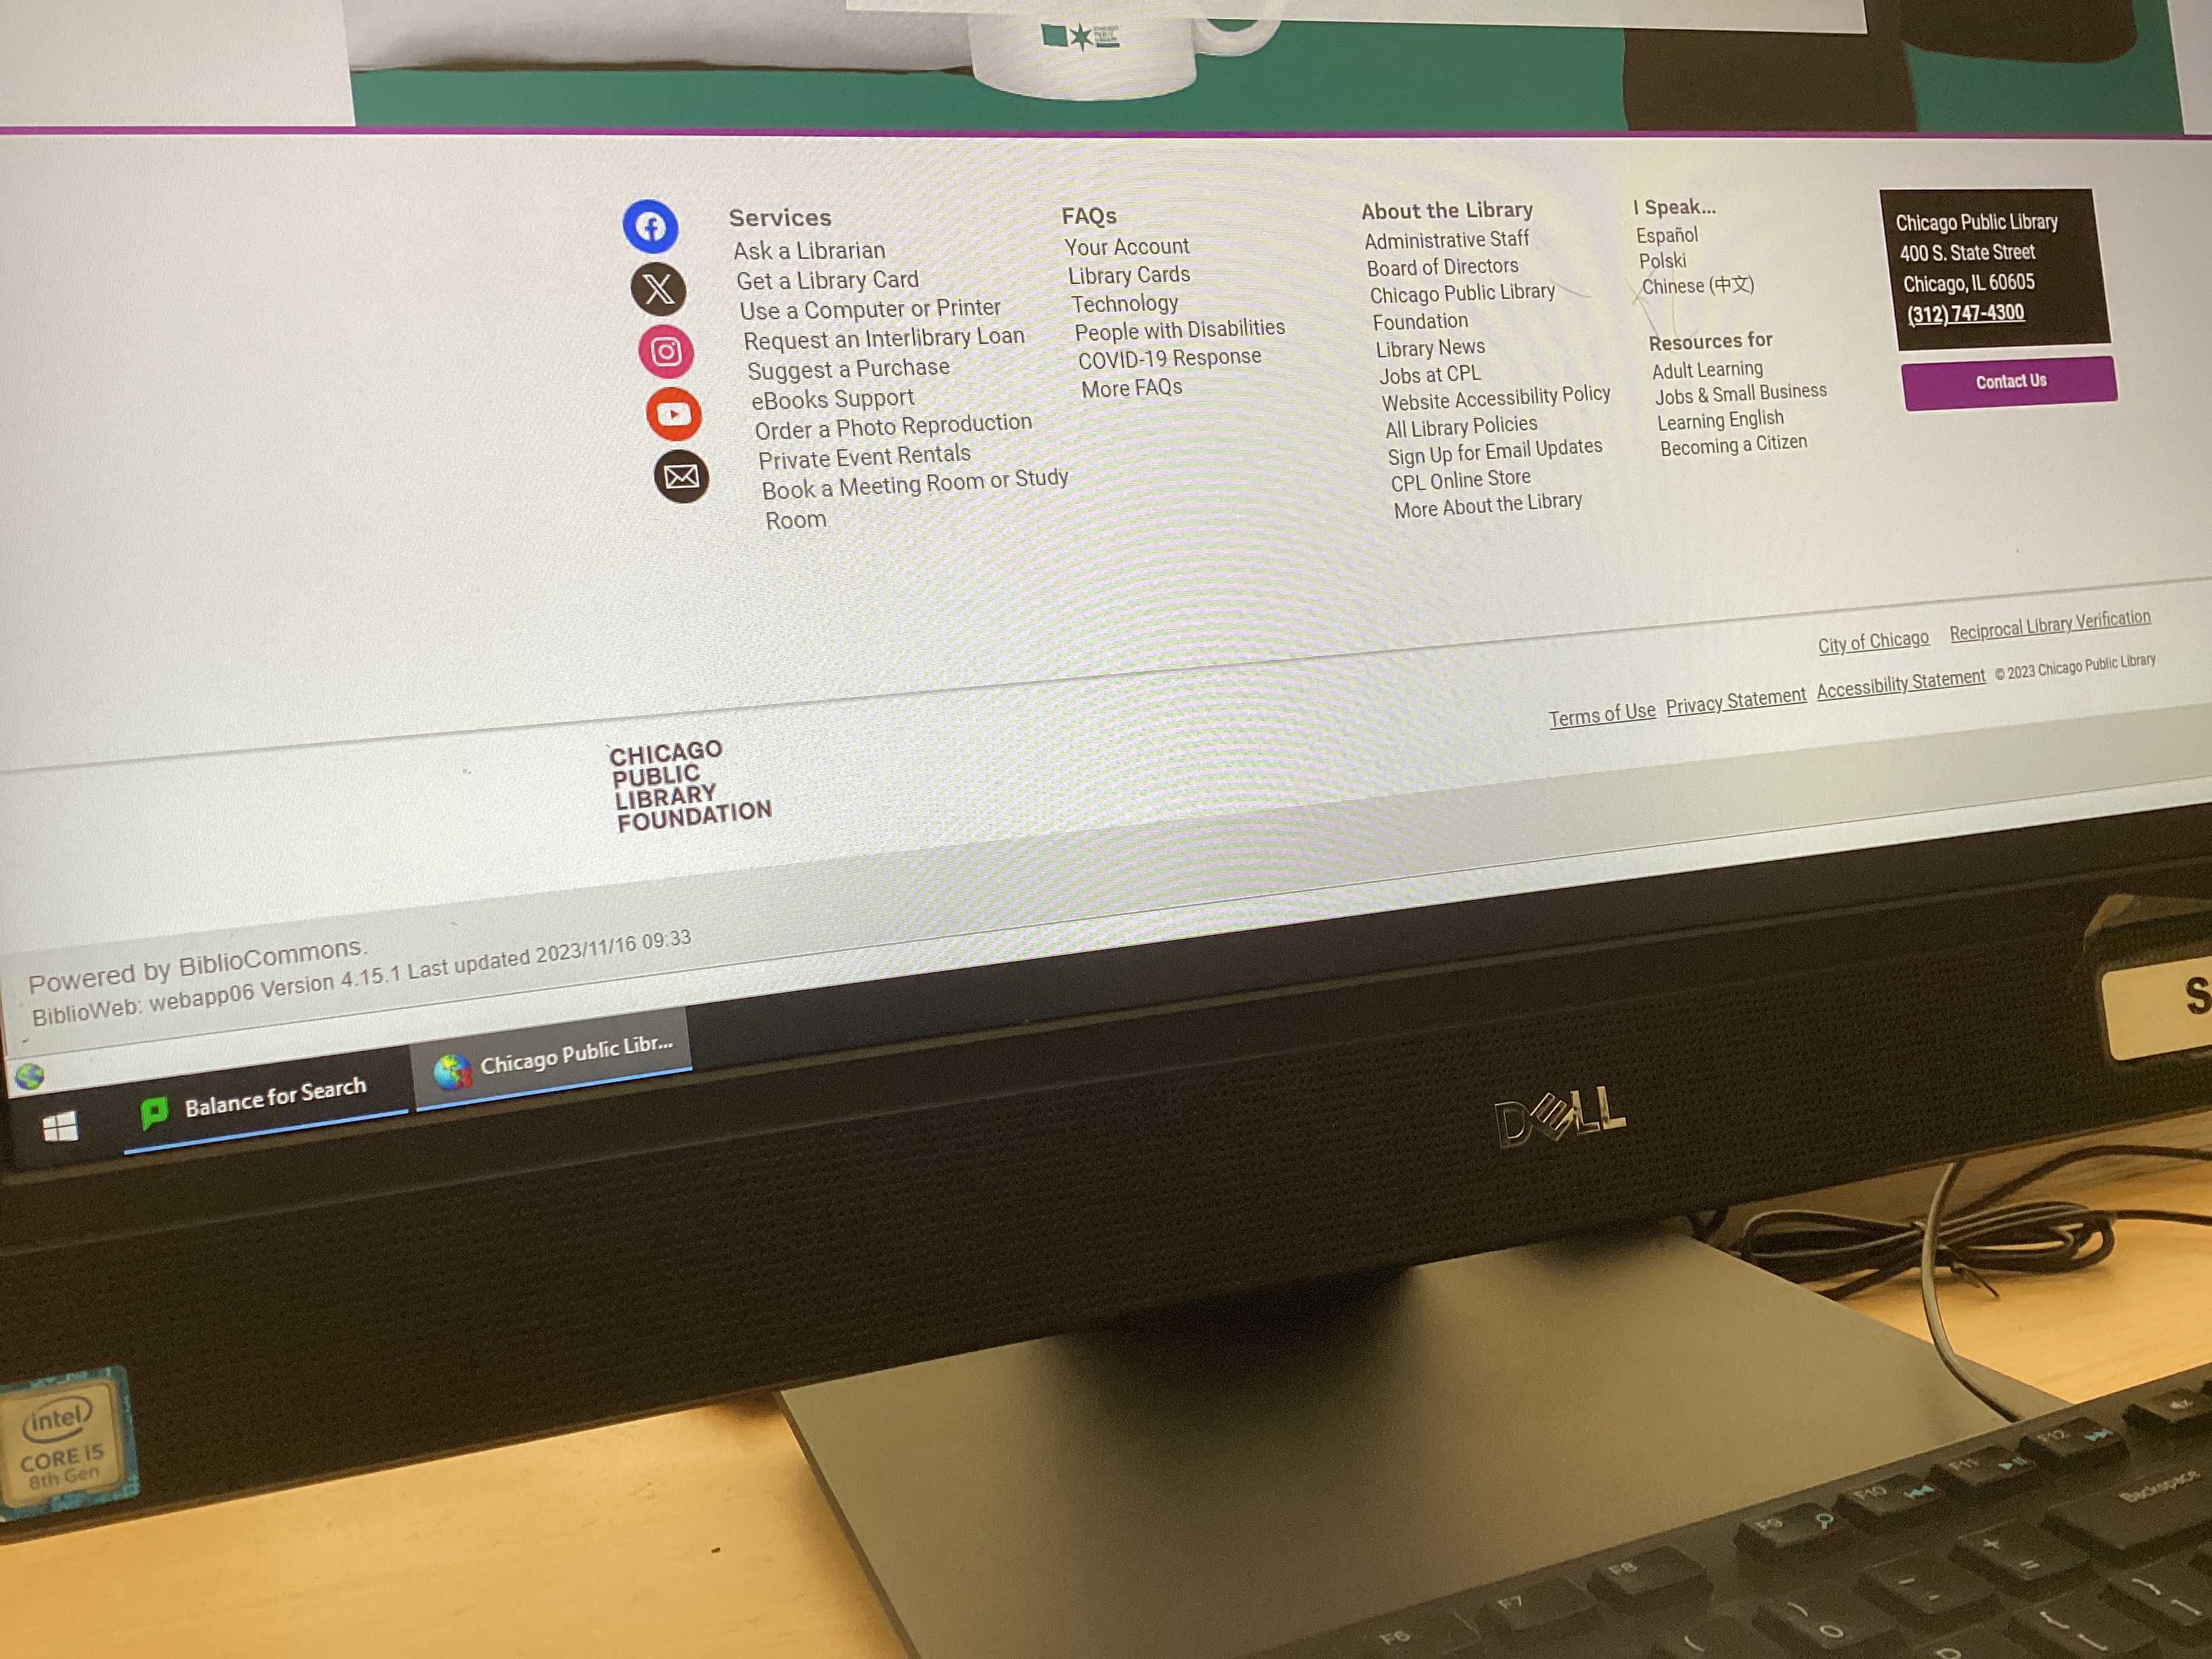 Services
Ask a Librarian
Get a Library Card
Use a Computer or Printer
Request an Interlibrary Loan
Suggest a Purchase
eBooks Support
Order a Photo Reproduction
Private Event Rentals
Book a Meeting Room or Study
Room
FAQs
Your Account
Library Cards
Technology
People with Disabilities
COVID-19 Response
More FAQs
About the Library
Administrative Staff
Board of Directors
Chicago Public Library
Foundation
Library News
Jobs at CPL
Website Accessibility Policy
All Library Policies
Sign Up for Email Updates
CPL Online Store
More About the Library
I Speak...
Español
Polski
Chinese (中文)
Resources for
Adult Learning
Jobs & Small Business
Learning English
Becoming a Citizen
Chicago Public Library
400 S. State Street
Chicago, IL 60605
(312) 747-4300
Contact Us
City of Chicago Reciprocal Library Verification
Terms of Use Privacy Statement Accessibility Statement © 2023 Chicago Public Library
CHICAGO
PUBLIC
LIBRARY
FOUNDATION
Powered by BiblioCommons.
BiblioWeb: webapp06 Version 4.15.1 Last updated 2023/11/16 09:33
Balance for Search
Chicago Public Libr...
S
DELL
intel
CORE i5
8th Gen
F6 F7 F8 F9 F10 F11 F12
Backspace